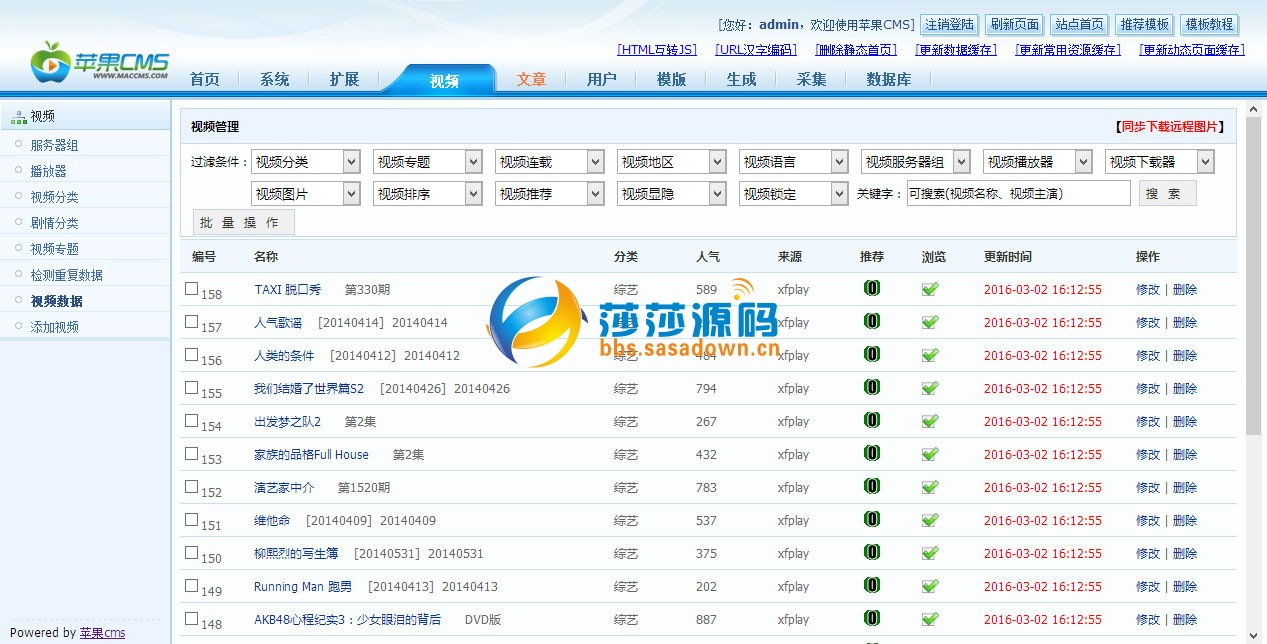 [您好：admin，欢迎使用苹果CMS] 注销登陆 刷新页面 站点首页 推荐模板 模板教程
[HTML互转JS] [URL汉字编码] [删除静态首页] [更新数据缓存] [更新常用资源缓存] [更新动态页面缓存]
苹果CMS
WWW.MACCMS.COM
首页 系统 扩展 视频 文章 用户 模版 生成 采集 数据库
视频
服务器组
播放器
视频分类
剧情分类
视频专题
检测重复数据
视频数据
添加视频
视频管理 【同步下载远程图片】
过滤条件： 视频分类 视频专题 视频连载 视频地区 视频语言 视频服务器组 视频播放器 视频下载器
视频图片 视频排序 视频推荐 视频显隐 视频锁定 关键字： 可搜索(视频名称、视频主演) 搜 索
批 量 操 作
编号 名称 分类 人气 来源 推荐 浏览 更新时间 操作
158 TAXI 脱口秀 第330期 综艺 589 xfplay [0] 2016-03-02 16:12:55 修改 | 删除
157 人气歌谣 [20140414] 20140414 xfplay [0] 2016-03-02 16:12:55 修改 | 删除
156 人类的条件 [20140412] 20140412 综艺 484 xfplay [0] 2016-03-02 16:12:55 修改 | 删除
155 我们结婚了世界篇S2 [20140426] 20140426 综艺 794 xfplay [0] 2016-03-02 16:12:55 修改 | 删除
154 出发梦之队2 第2集 综艺 267 xfplay [0] 2016-03-02 16:12:55 修改 | 删除
153 家族的品格Full House 第2集 综艺 432 xfplay [0] 2016-03-02 16:12:55 修改 | 删除
152 演艺家中介 第1520期 综艺 783 xfplay [0] 2016-03-02 16:12:55 修改 | 删除
151 维他命 [20140409] 20140409 综艺 537 xfplay [0] 2016-03-02 16:12:55 修改 | 删除
150 柳熙烈的写生簿 [20140531] 20140531 综艺 375 xfplay [0] 2016-03-02 16:12:55 修改 | 删除
149 Running Man 跑男 [20140413] 20140413 综艺 202 xfplay [0] 2016-03-02 16:12:55 修改 | 删除
148 AKB48心程纪实3：少女眼泪的背后 DVD版 综艺 887 xfplay [0] 2016-03-02 16:12:55 修改 | 删除
莎莎源码
bbs.sasadown.cn
Powered by 苹果cms